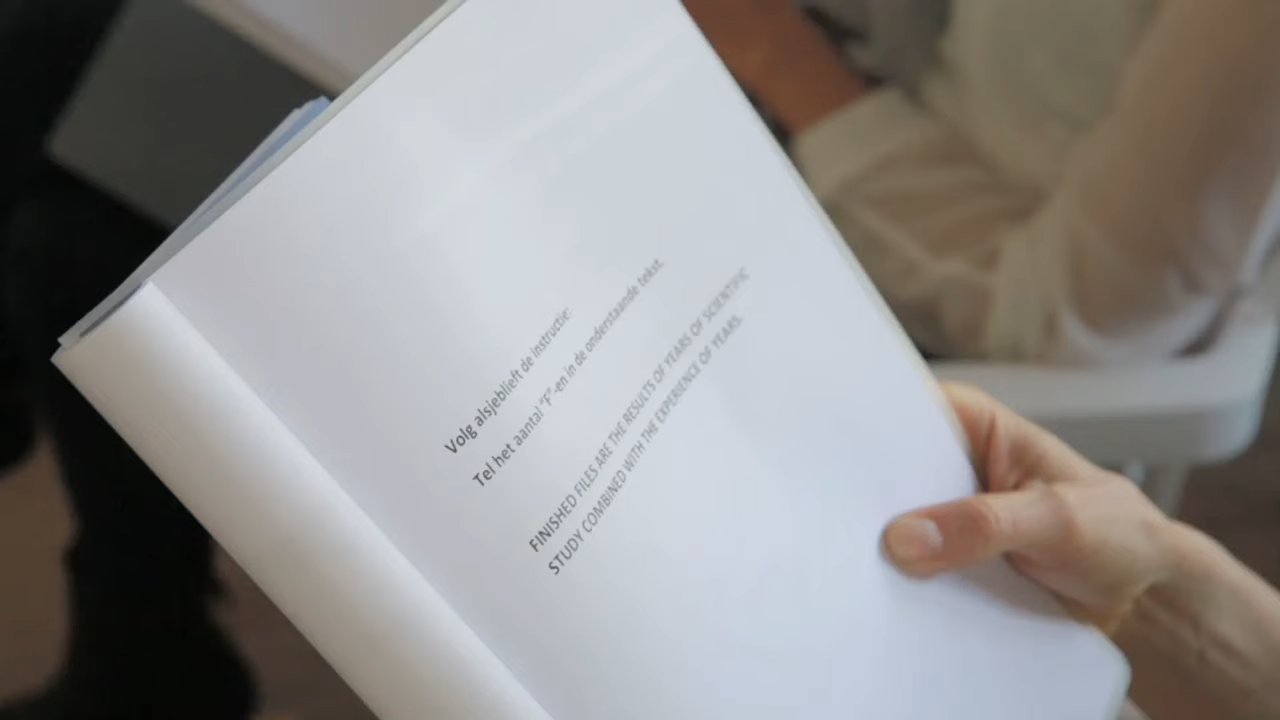 Volg alsjeblieft de instructie:
Tel het aantal "F"-en in de onderstaande tekst.
FINISHED FILES ARE THE RESULTS OF YEARS OF SCIENTIFIC
STUDY COMBINED WITH THE EXPERIENCE OF YEARS.